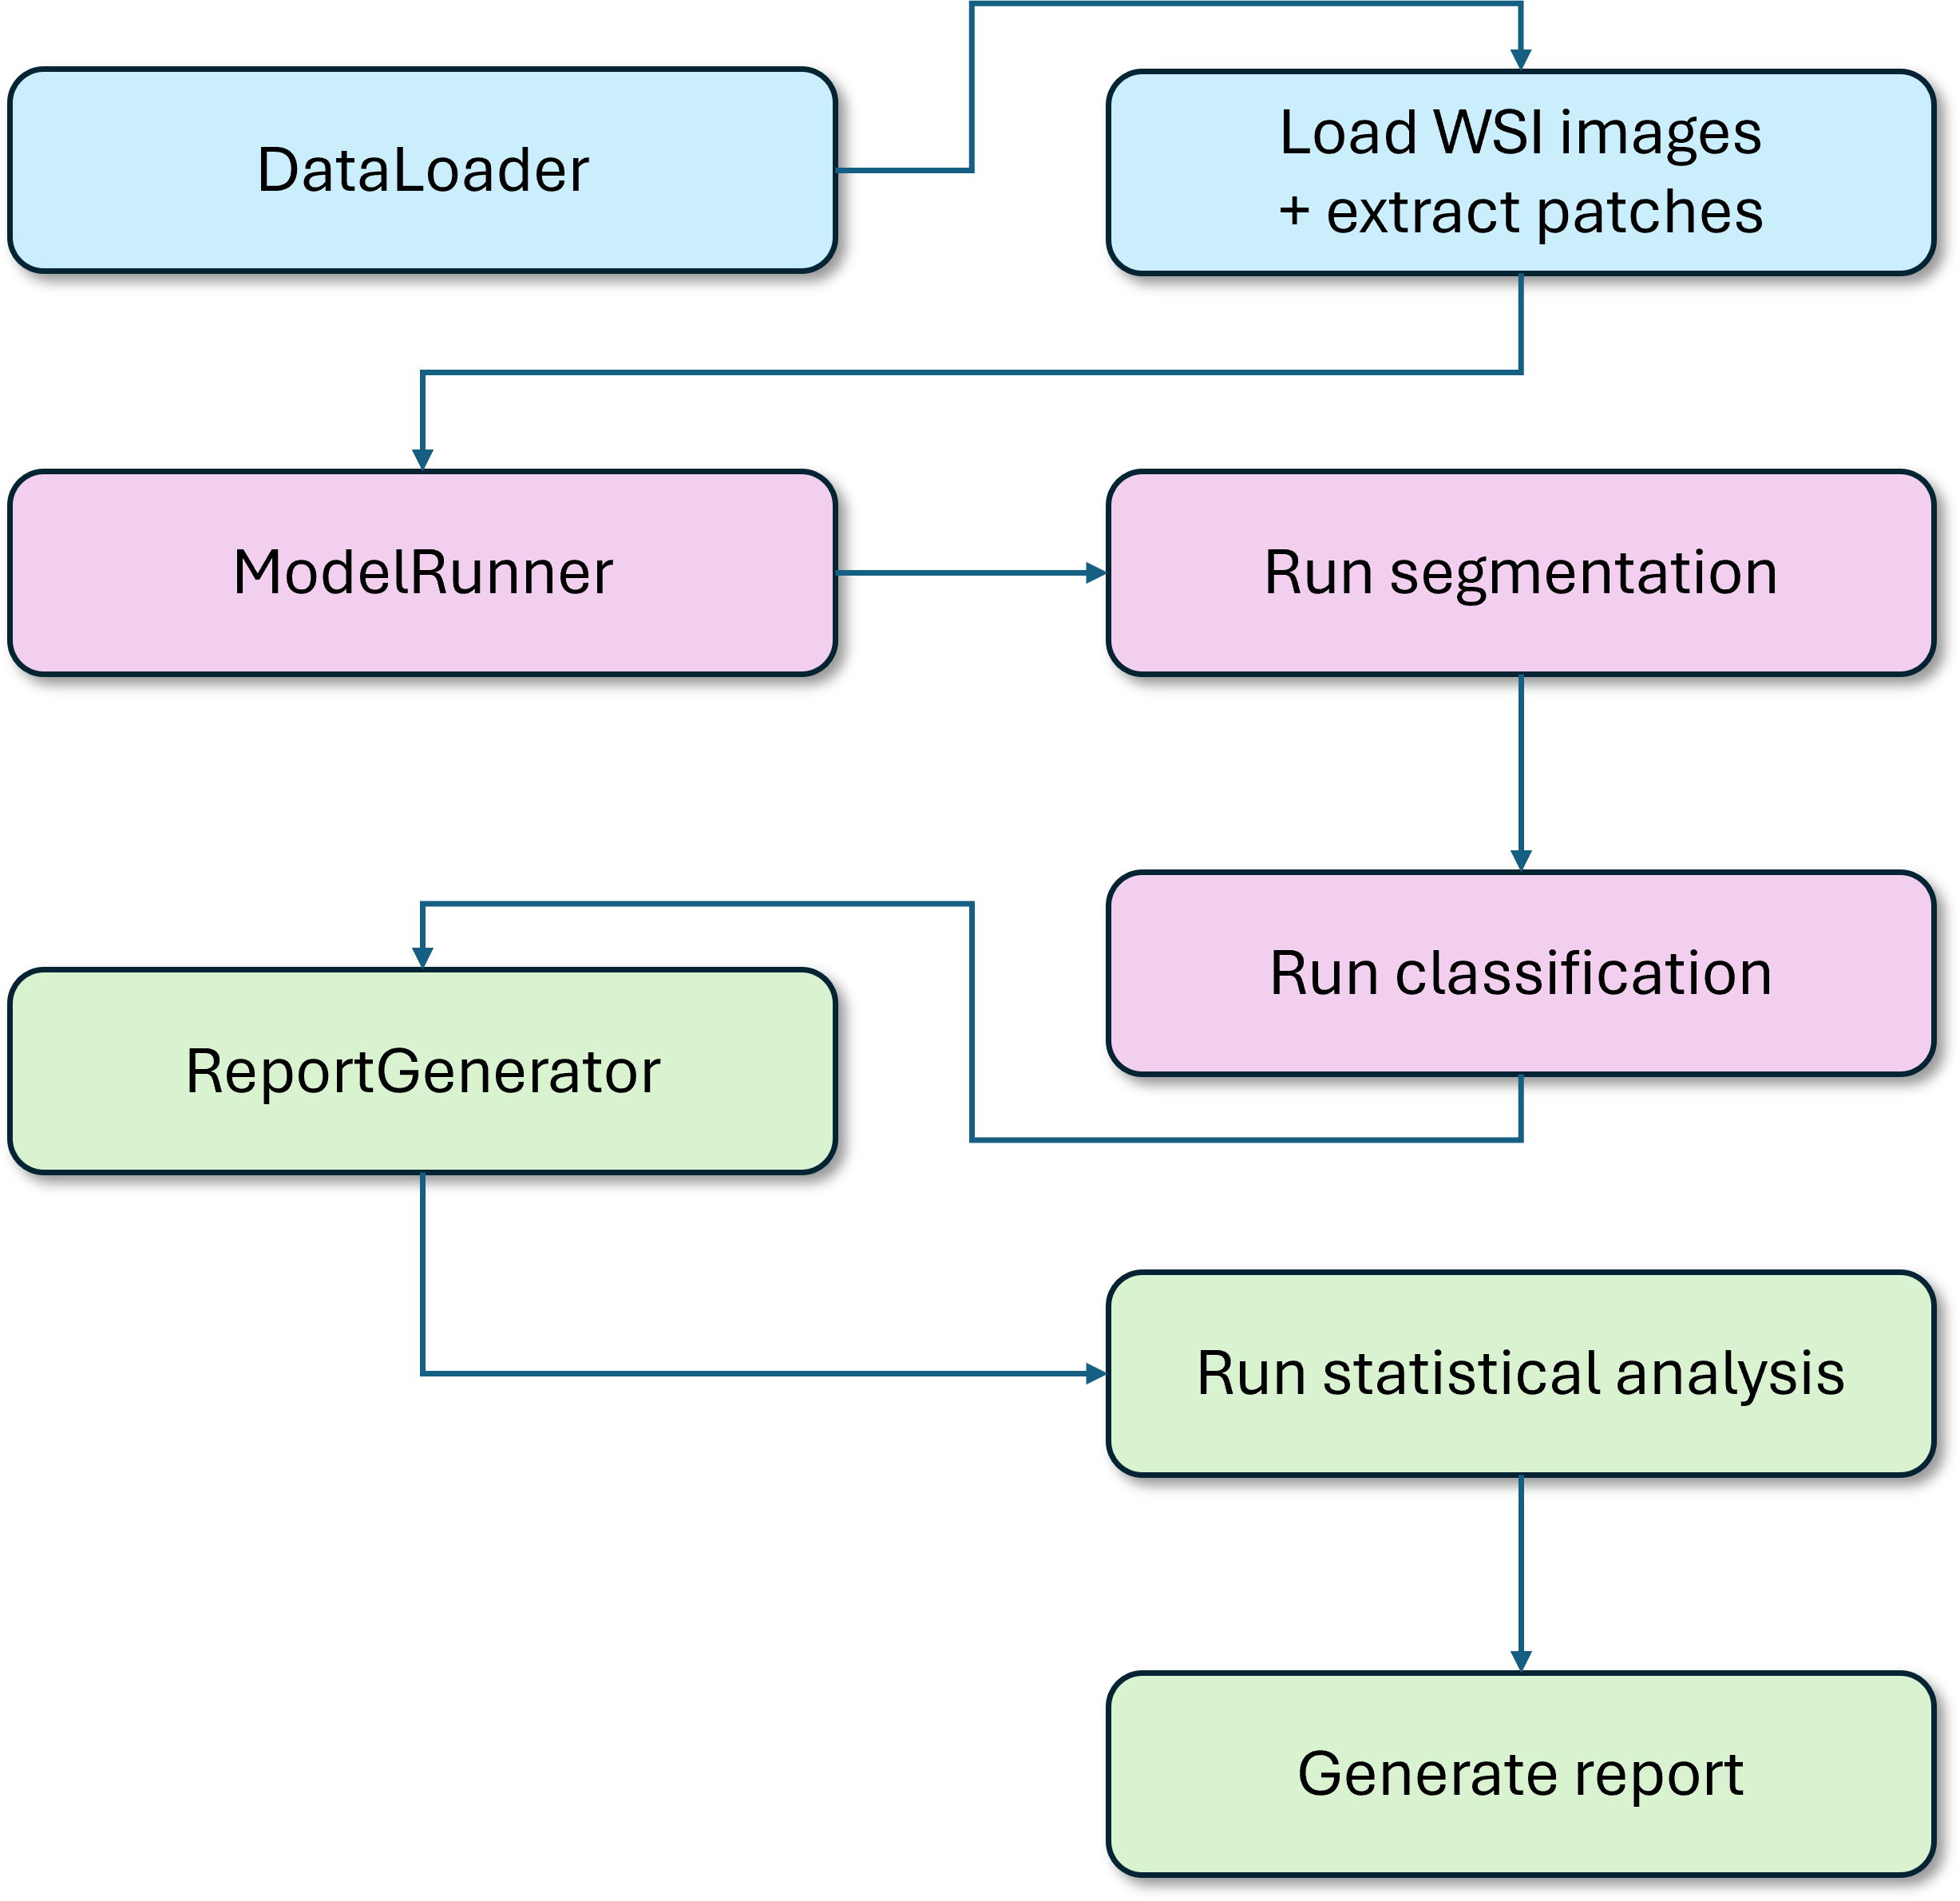 DataLoader
Load WSI images
+ extract patches
ModelRunner
Run segmentation
Run classification
ReportGenerator
Run statistical analysis
Generate report